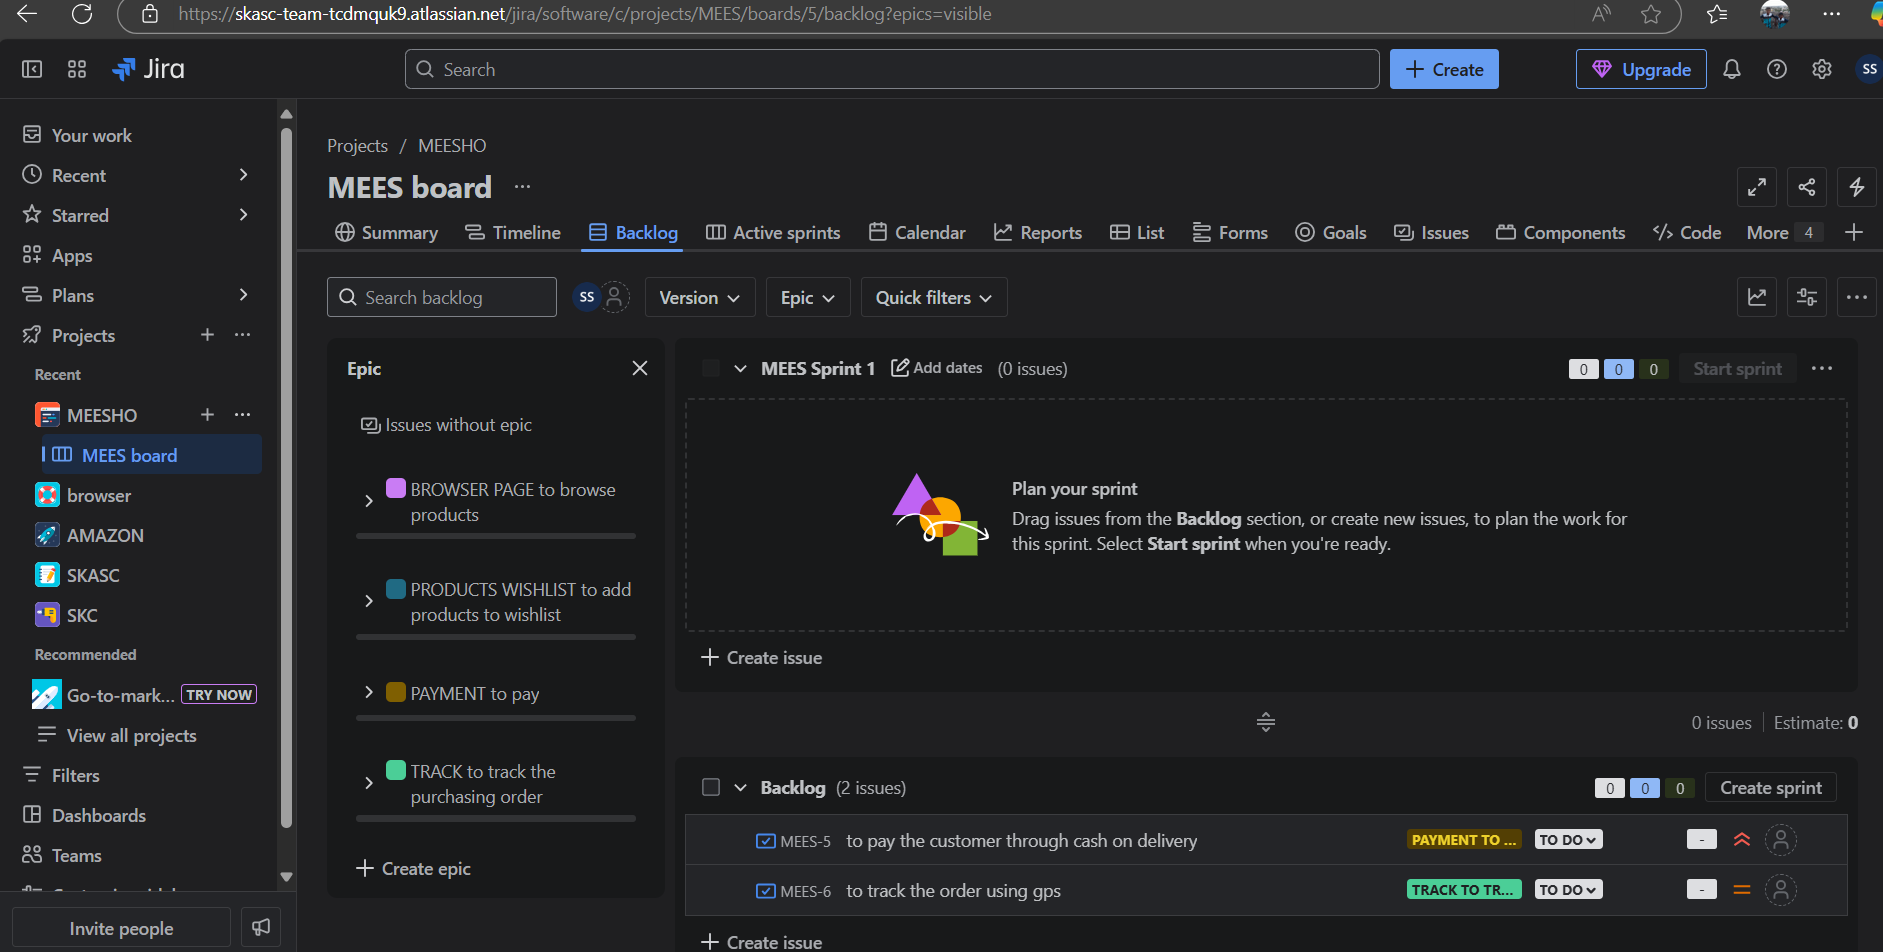 https://skasc-team-tcdmquk9.atlassian.net/jira/software/c/projects/MEES/boards/5/backlog?epics=visible
Jira
Search
Create
Upgrade
SS
Your work
Recent
Starred
Apps
Plans
Projects
Recent
MEESHO
MEES board
browser
AMAZON
SKASC
SKC
Recommended
Go-to-mark... TRY NOW
View all projects
Filters
Dashboards
Teams
Invite people
Projects / MEESHO
MEES board
Summary Timeline Backlog Active sprints Calendar Reports List Forms Goals Issues Components Code More 4
Search backlog
SS
Version
Epic
Quick filters
Epic
Issues without epic
BROWSER PAGE to browse
products
PRODUCTS WISHLIST to add
products to wishlist
PAYMENT to pay
TRACK to track the
purchasing order
Create epic
MEES Sprint 1 Add dates (0 issues) 0 0 0 Start sprint
Plan your sprint
Drag issues from the Backlog section, or create new issues, to plan the work for
this sprint. Select Start sprint when you're ready.
Create issue
0 issues Estimate: 0
Backlog (2 issues) 0 0 0 Create sprint
MEES-5 to pay the customer through cash on delivery PAYMENT TO ... TO DO -
MEES-6 to track the order using gps TRACK TO TR... TO DO -
Create issue